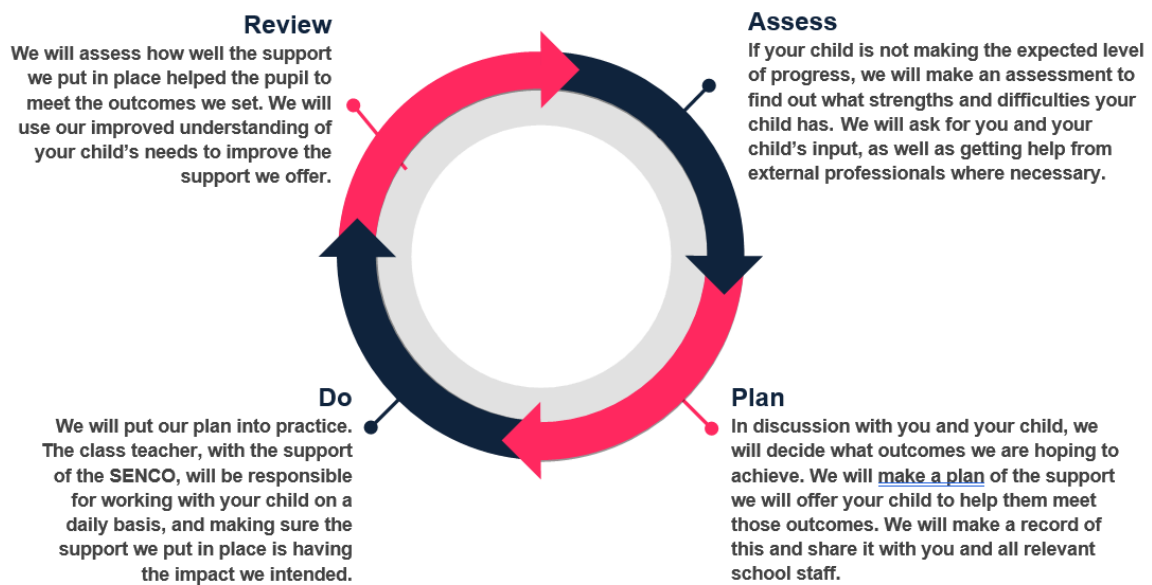 Review
We will assess how well the support
we put in place helped the pupil to
meet the outcomes we set. We will
use our improved understanding of
your child’s needs to improve the
support we offer.
Assess
If your child is not making the expected level
of progress, we will make an assessment to
find out what strengths and difficulties your
child has. We will ask for you and your
child’s input, as well as getting help from
external professionals where necessary.
Do
We will put our plan into practice.
The class teacher, with the support
of the SENCO, will be responsible
for working with your child on a
daily basis, and making sure the
support we put in place is having
the impact we intended.
Plan
In discussion with you and your child, we
will decide what outcomes we are hoping to
achieve. We will make a plan of the support
we will offer your child to help them meet
those outcomes. We will make a record of
this and share it with you and all relevant
school staff.